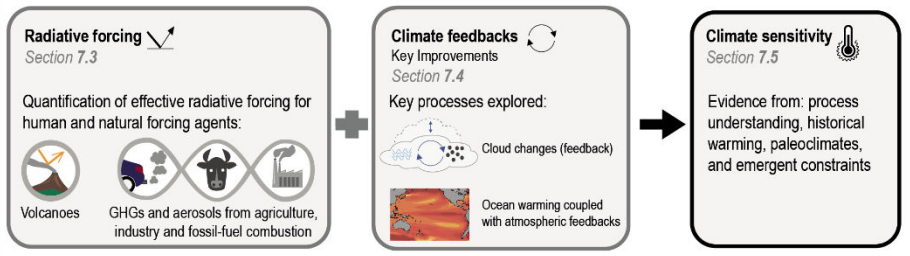 Radiative forcing
Section 7.3
Quantification of effective radiative forcing for
human and natural forcing agents:
Volcanoes
GHGs and aerosols from agriculture,
industry and fossil-fuel combustion
Climate feedbacks
Key Improvements
Section 7.4
Key processes explored:
Cloud changes (feedback)
Ocean warming coupled
with atmospheric feedbacks
Climate sensitivity
Section 7.5
Evidence from: process
understanding, historical
warming, paleoclimates,
and emergent constraints